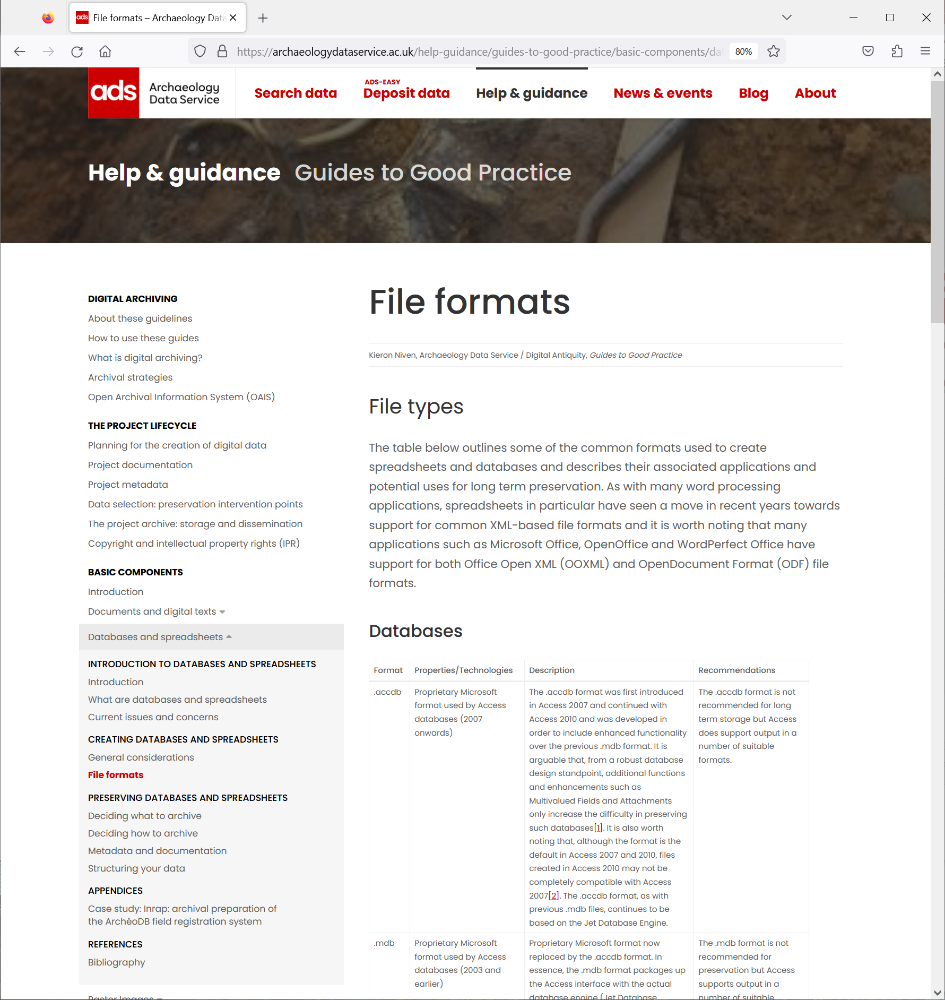 ads File formats – Archaeology Data
https://archaeologydataservice.ac.uk/help-guidance/guides-to-good-practice/basic-components/dat
80%
ads
Archaeology
Data Service
Search data
ADS-EASY
Deposit data
Help & guidance
News & events
Blog
About
Help & guidance Guides to Good Practice
DIGITAL ARCHIVING
About these guidelines
How to use these guides
What is digital archiving?
Archival strategies
Open Archival Information System (OAIS)
THE PROJECT LIFECYCLE
Planning for the creation of digital data
Project documentation
Project metadata
Data selection: preservation intervention points
The project archive: storage and dissemination
Copyright and intellectual property rights (IPR)
BASIC COMPONENTS
Introduction
Documents and digital texts
Databases and spreadsheets
INTRODUCTION TO DATABASES AND SPREADSHEETS
Introduction
What are databases and spreadsheets
Current issues and concerns
CREATING DATABASES AND SPREADSHEETS
General considerations
File formats
PRESERVING DATABASES AND SPREADSHEETS
Deciding what to archive
Deciding how to archive
Metadata and documentation
Structuring your data
APPENDICES
Case study: Inrap: archival preparation of
the ArchéoDB field registration system
REFERENCES
Bibliography
Raster Images
File formats
Kieron Niven, Archaeology Data Service / Digital Antiquity, Guides to Good Practice
File types
The table below outlines some of the common formats used to create
spreadsheets and databases and describes their associated applications and
potential uses for long term preservation. As with many word processing
applications, spreadsheets in particular have seen a move in recent years towards
support for common XML-based file formats and it is worth noting that many
applications such as Microsoft Office, OpenOffice and WordPerfect Office have
support for both Office Open XML (OOXML) and OpenDocument Format (ODF) file
formats.
Databases
Format
Properties/Technologies
Description
Recommendations
.accdb
Proprietary Microsoft
format used by Access
databases (2007
onwards)
The .accdb format was first introduced
in Access 2007 and continued with
Access 2010 and was developed in
order to include enhanced functionality
over the previous .mdb format. It is
arguable that, from a robust database
design standpoint, additional functions
and enhancements such as
Multivalued Fields and Attachments
only increase the difficulty in preserving
such databases[1]. It is also worth
noting that, although the format is the
default in Access 2007 and 2010, files
created in Access 2010 may not be
completely compatible with Access
2007[2]. The .accdb format, as with
previous .mdb files, continues to be
based on the Jet Database Engine.
The .accdb format is not
recommended for long
term storage but Access
does support output in a
number of suitable
formats.
.mdb
Proprietary Microsoft
format used by Access
databases (2003 and
earlier)
Proprietary Microsoft format now
replaced by the .accdb format. In
essence, the .mdb format packages up
the Access interface with the actual
database engine (Jet Database
The .mdb format is not
recommended for
preservation but Access
supports output in a
number of suitable